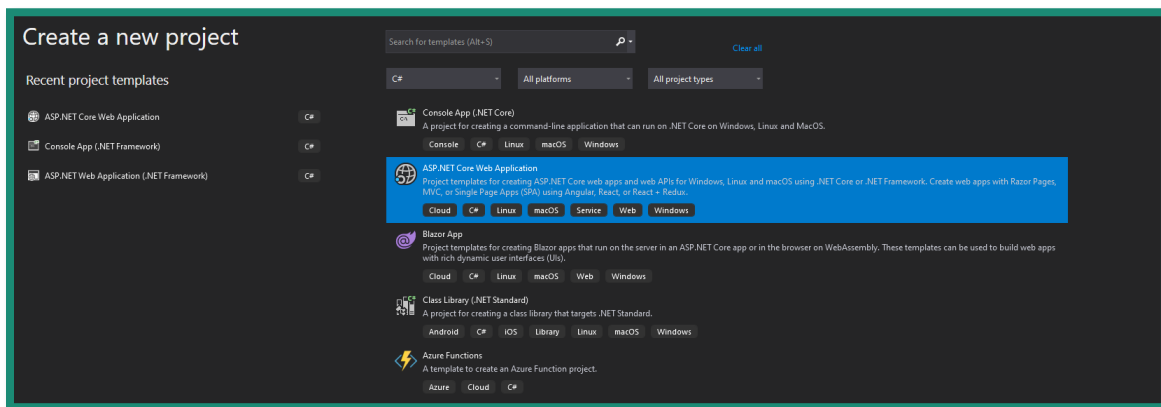 Create a new project
Recent project templates
ASP.NET Core Web Application C#
Console App (.NET Framework) C#
ASP.NET Web Application (.NET Framework) C#
Search for templates (Alt+S)
Clear all
C# All platforms All project types
Console App (.NET Core)
A project for creating a command-line application that can run on .NET Core on Windows, Linux and MacOS.
Console C# Linux macOS Windows
ASP.NET Core Web Application
Project templates for creating ASP.NET Core web apps and web APIs for Windows, Linux and macOS using .NET Core or .NET Framework. Create web apps with Razor Pages,
MVC, or Single Page Apps (SPA) using Angular, React, or React + Redux.
Cloud C# Linux macOS Service Web Windows
Blazor App
Project templates for creating Blazor apps that run on the server in an ASP.NET Core app or in the browser on WebAssembly. These templates can be used to build web apps
with rich dynamic user interfaces (UIs).
Cloud C# Linux macOS Web Windows
Class Library (.NET Standard)
A project for creating a class library that targets .NET Standard.
Android C# iOS Library Linux macOS Windows
Azure Functions
A template to create an Azure Function project.
Azure Cloud C#